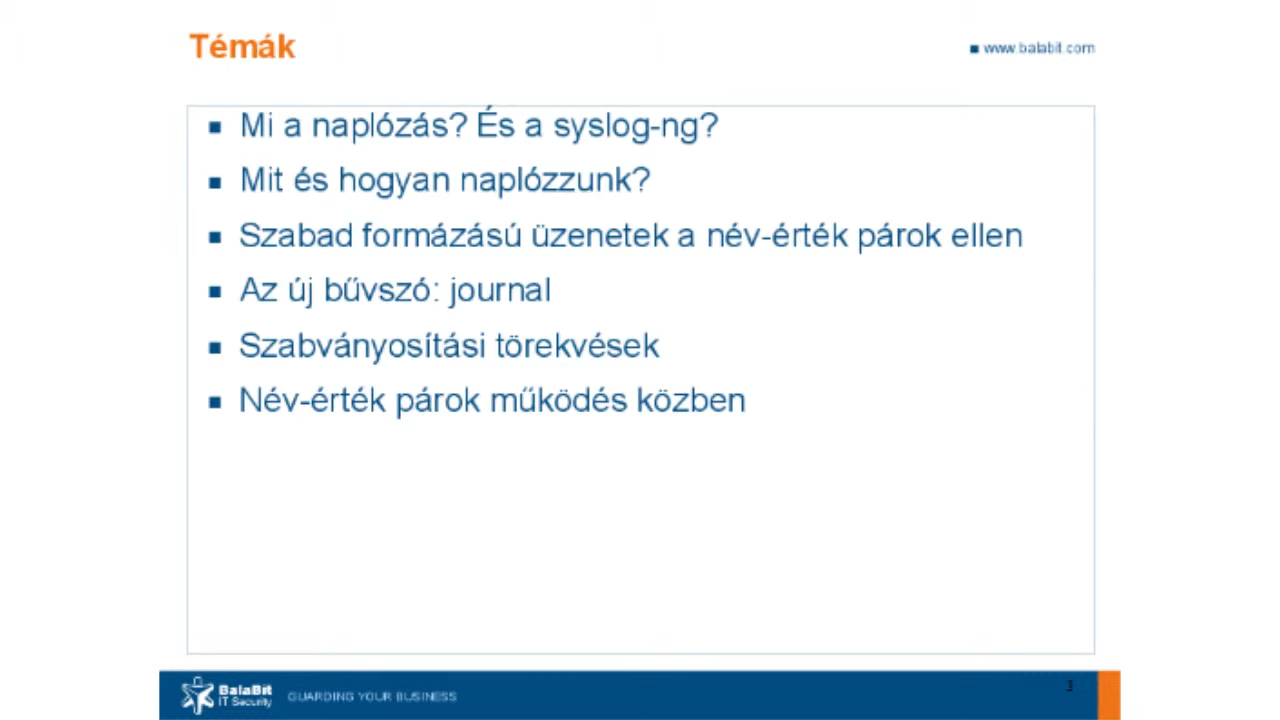 Témák
www.balabit.com
Mi a naplózás? És a syslog-ng?
Mit és hogyan naplózzunk?
Szabad formázású üzenetek a név-érték párok ellen
Az új bűvszó: journal
Szabványosítási törekvések
Név-érték párok működés közben
BalaBit
IT Security
GUARDING YOUR BUSINESS
3